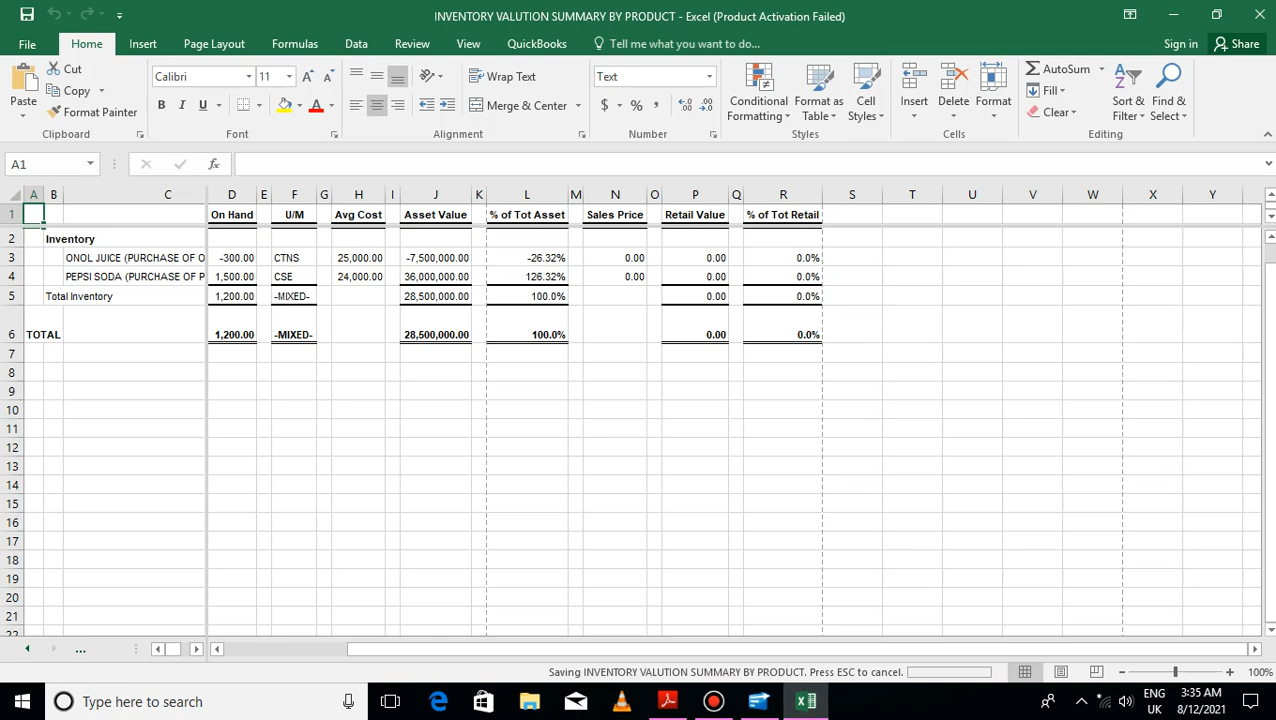 INVENTORY VALUTION SUMMARY BY PRODUCT - Excel (Product Activation Failed)
File Home Insert Page Layout Formulas Data Review View QuickBooks Tell me what you want to do... Sign in Share
Cut
Copy
Format Painter
Paste
Clipboard
Calibri 11
B I U A
Font
Wrap Text
Merge & Center
Alignment
Text
$ % ,
Number
Conditional Formatting
Format as Table
Cell Styles
Styles
Insert Delete Format
Cells
AutoSum
Fill
Clear
Sort & Filter
Find & Select
Editing
A1 fx
A B C D E F G H I J K L M N O P Q R S T U V W X Y
1 On Hand U/M Avg Cost Asset Value % of Tot Asset Sales Price Retail Value % of Tot Retail
2 Inventory
3 ONOL JUICE (PURCHASE OF O -300.00 CTNS 25,000.00 -7,500,000.00 -26.32% 0.00 0.00 0.0%
4 PEPSI SODA (PURCHASE OF P 1,500.00 CSE 24,000.00 36,000,000.00 126.32% 0.00 0.00 0.0%
5 Total Inventory 1,200.00 -MIXED- 28,500,000.00 100.0% 0.00 0.0%
6 TOTAL 1,200.00 -MIXED- 28,500,000.00 100.0% 0.00 0.0%
7
8
9
10
11
12
13
14
15
16
17
18
19
20
21
22
...
Saving INVENTORY VALUTION SUMMARY BY PRODUCT. Press ESC to cancel. 100%
Type here to search
ENG
UK
3:35 AM
8/12/2021